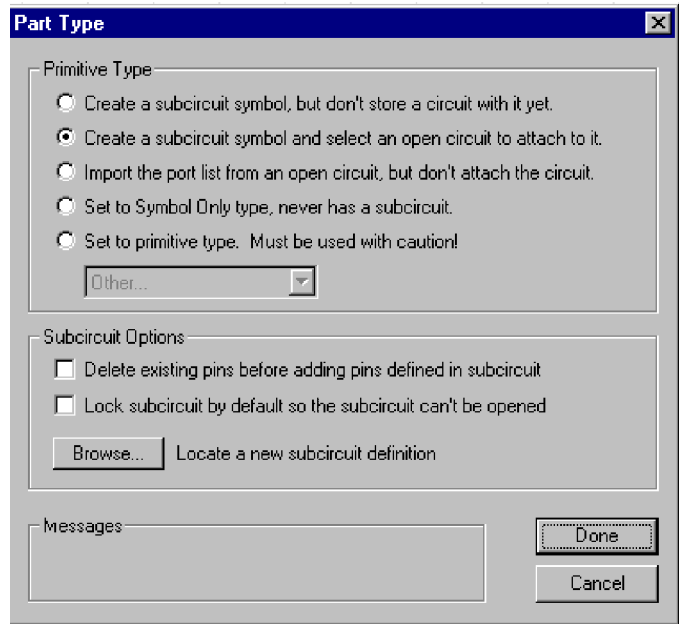 Part Type
Primitive Type
Create a subcircuit symbol, but don't store a circuit with it yet.
Create a subcircuit symbol and select an open circuit to attach to it.
Import the port list from an open circuit, but don't attach the circuit.
Set to Symbol Only type, never has a subcircuit.
Set to primitive type.  Must be used with caution!
Other...
Subcircuit Options
Delete existing pins before adding pins defined in subcircuit
Lock subcircuit by default so the subcircuit can't be opened
Browse... Locate a new subcircuit definition
Messages
Done
Cancel